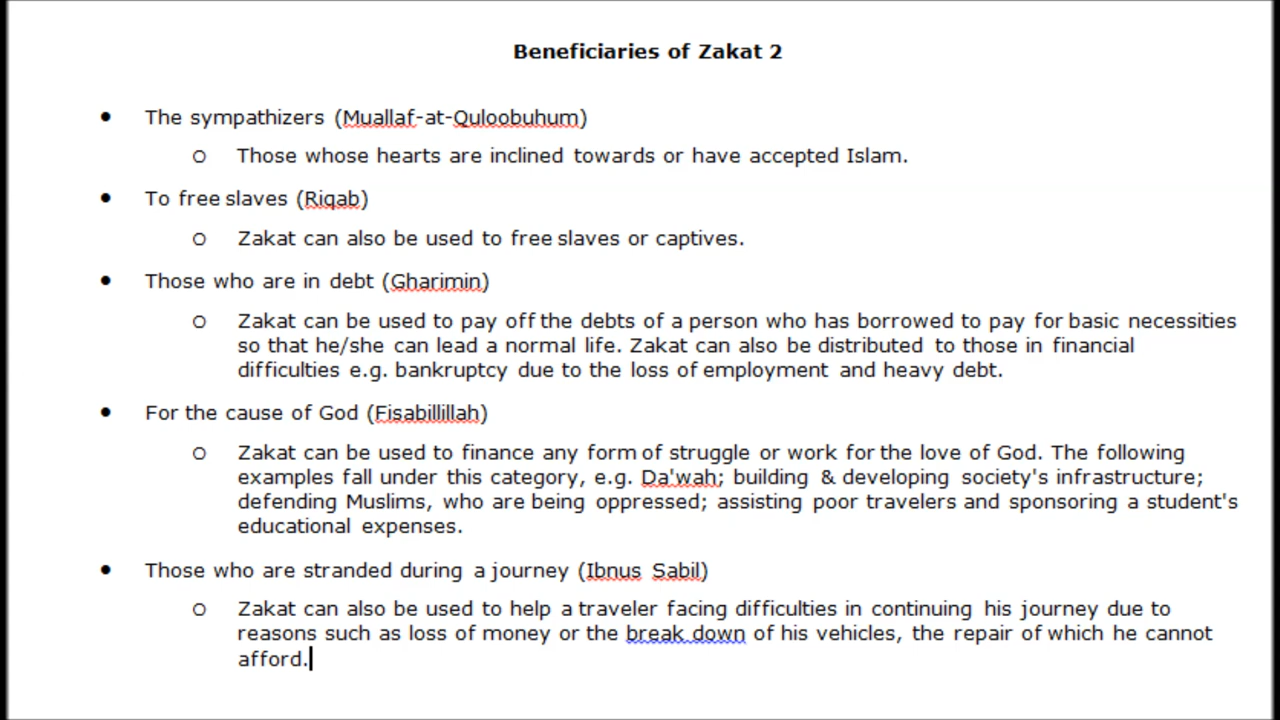 Beneficiaries of Zakat 2
• The sympathizers (Muallaf-at-Quloobuhum)
o Those whose hearts are inclined towards or have accepted Islam.
• To free slaves (Riqab)
o Zakat can also be used to free slaves or captives.
• Those who are in debt (Gharimin)
o Zakat can be used to pay off the debts of a person who has borrowed to pay for basic necessities
so that he/she can lead a normal life. Zakat can also be distributed to those in financial
difficulties e.g. bankruptcy due to the loss of employment and heavy debt.
• For the cause of God (Fisabillillah)
o Zakat can be used to finance any form of struggle or work for the love of God. The following
examples fall under this category, e.g. Da'wah; building & developing society's infrastructure;
defending Muslims, who are being oppressed; assisting poor travelers and sponsoring a student's
educational expenses.
• Those who are stranded during a journey (Ibnus Sabil)
o Zakat can also be used to help a traveler facing difficulties in continuing his journey due to
reasons such as loss of money or the break down of his vehicles, the repair of which he cannot
afford.